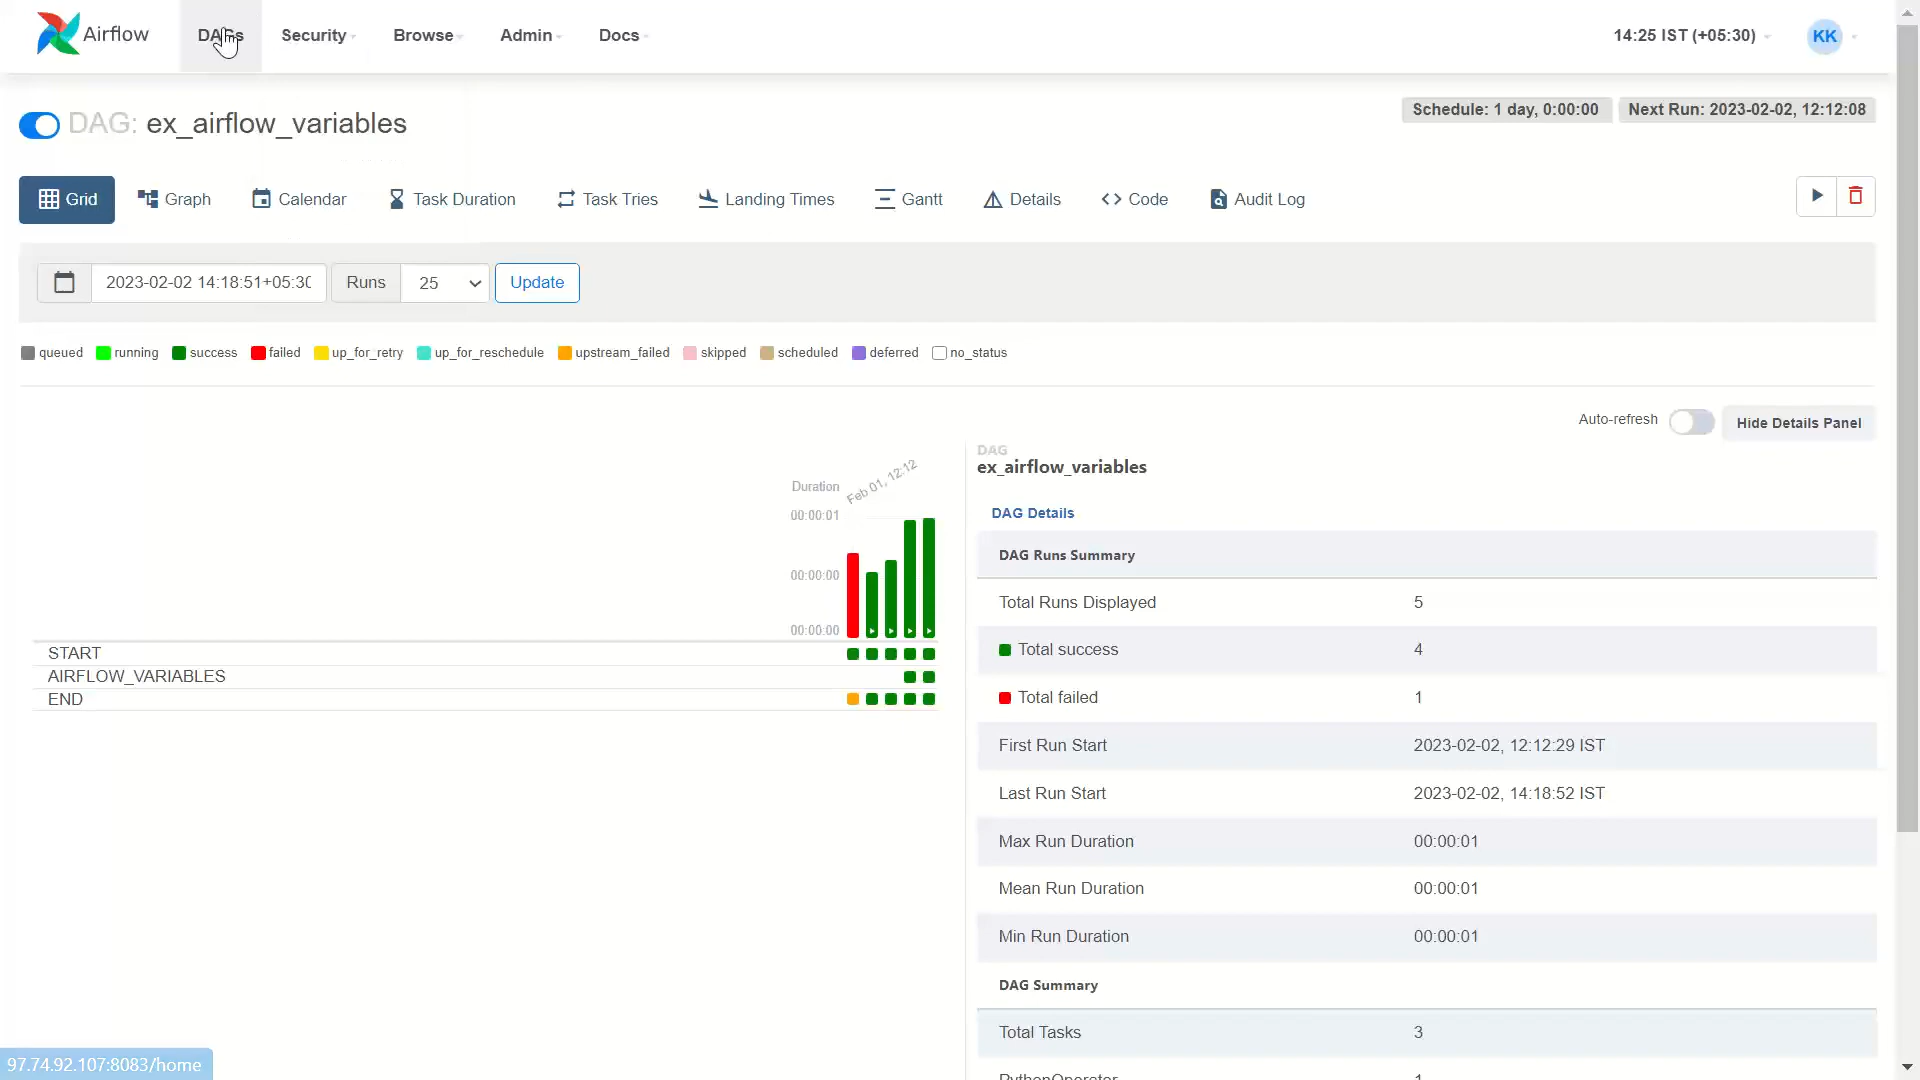 Airflow
DAGs
Security
Browse
Admin
Docs
14:25 IST (+05:30)
KK
DAG: ex_airflow_variables
Schedule: 1 day, 0:00:00
Next Run: 2023-02-02, 12:12:08
Grid
Graph
Calendar
Task Duration
Task Tries
Landing Times
Gantt
Details
Code
Audit Log
2023-02-02 14:18:51+05:30
Runs
25
Update
queued
running
success
failed
up_for_retry
up_for_reschedule
upstream_failed
skipped
scheduled
deferred
no_status
Auto-refresh
Hide Details Panel
Duration
Feb 01, 12:12
00:00:01
00:00:00
00:00:00
START
AIRFLOW_VARIABLES
END
DAG
ex_airflow_variables
DAG Details
DAG Runs Summary
Total Runs Displayed 5
Total success 4
Total failed 1
First Run Start 2023-02-02, 12:12:29 IST
Last Run Start 2023-02-02, 14:18:52 IST
Max Run Duration 00:00:01
Mean Run Duration 00:00:01
Min Run Duration 00:00:01
DAG Summary
Total Tasks 3
PythonOperator 1
97.74.92.107:8083/home